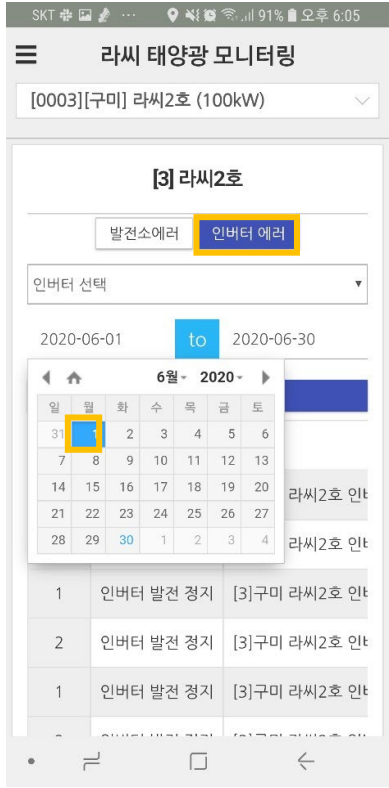 SKT ... 91% 오후 6:05
라씨 태양광 모니터링
[0003][구미] 라씨2호 (100kW)
[3] 라씨2호
발전소에러 인버터 에러
인버터 선택
2020-06-01 to 2020-06-30
6월 2020
일 월 화 수 목 금 토
31 1 2 3 4 5 6
7 8 9 10 11 12 13
14 15 16 17 18 19 20
21 22 23 24 25 26 27
28 29 30 1 2 3 4
라씨2호 인버
라씨2호 인버
1 인버터 발전 정지 [3]구미 라씨2호 인버
2 인버터 발전 정지 [3]구미 라씨2호 인버
1 인버터 발전 정지 [3]구미 라씨2호 인버